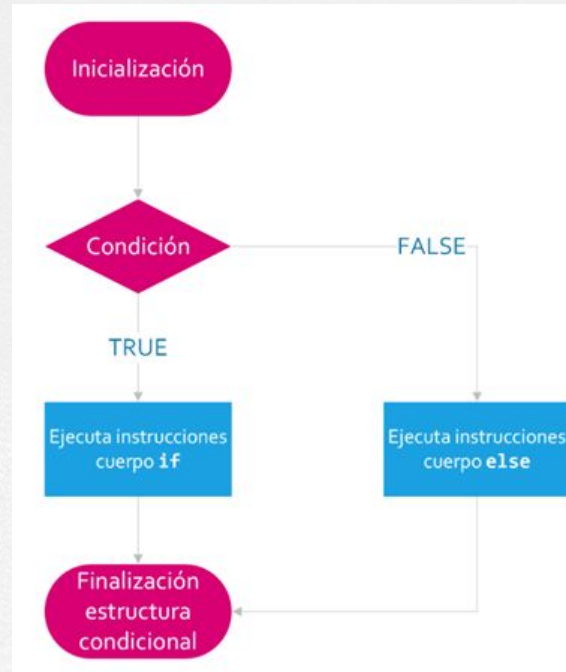 Inicialización
Condición
FALSE
TRUE
Ejecuta instrucciones
cuerpo if
Ejecuta instrucciones
cuerpo else
Finalización
estructura
condicional